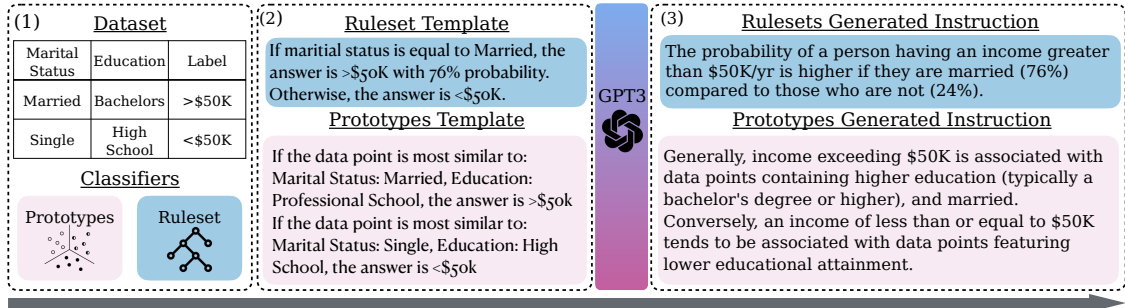 (1)
Dataset
Marital Status Education Label
Married Bachelors >$50K
Single High School <$50K
Classifiers
Prototypes
Ruleset
(2)
Ruleset Template
If maritial status is equal to Married, the
answer is >$50K with 76% probability.
Otherwise, the answer is <$50K.
Prototypes Template
If the data point is most similar to:
Marital Status: Married, Education:
Professional School, the answer is >$50k
If the data point is most similar to:
Marital Status: Single, Education: High
School, the answer is <$50k
GPT3
(3)
Rulesets Generated Instruction
The probability of a person having an income greater
than $50K/yr is higher if they are married (76%)
compared to those who are not (24%).
Prototypes Generated Instruction
Generally, income exceeding $50K is associated with
data points containing higher education (typically a
bachelor's degree or higher), and married.
Conversely, an income of less than or equal to $50K
tends to be associated with data points featuring
lower educational attainment.